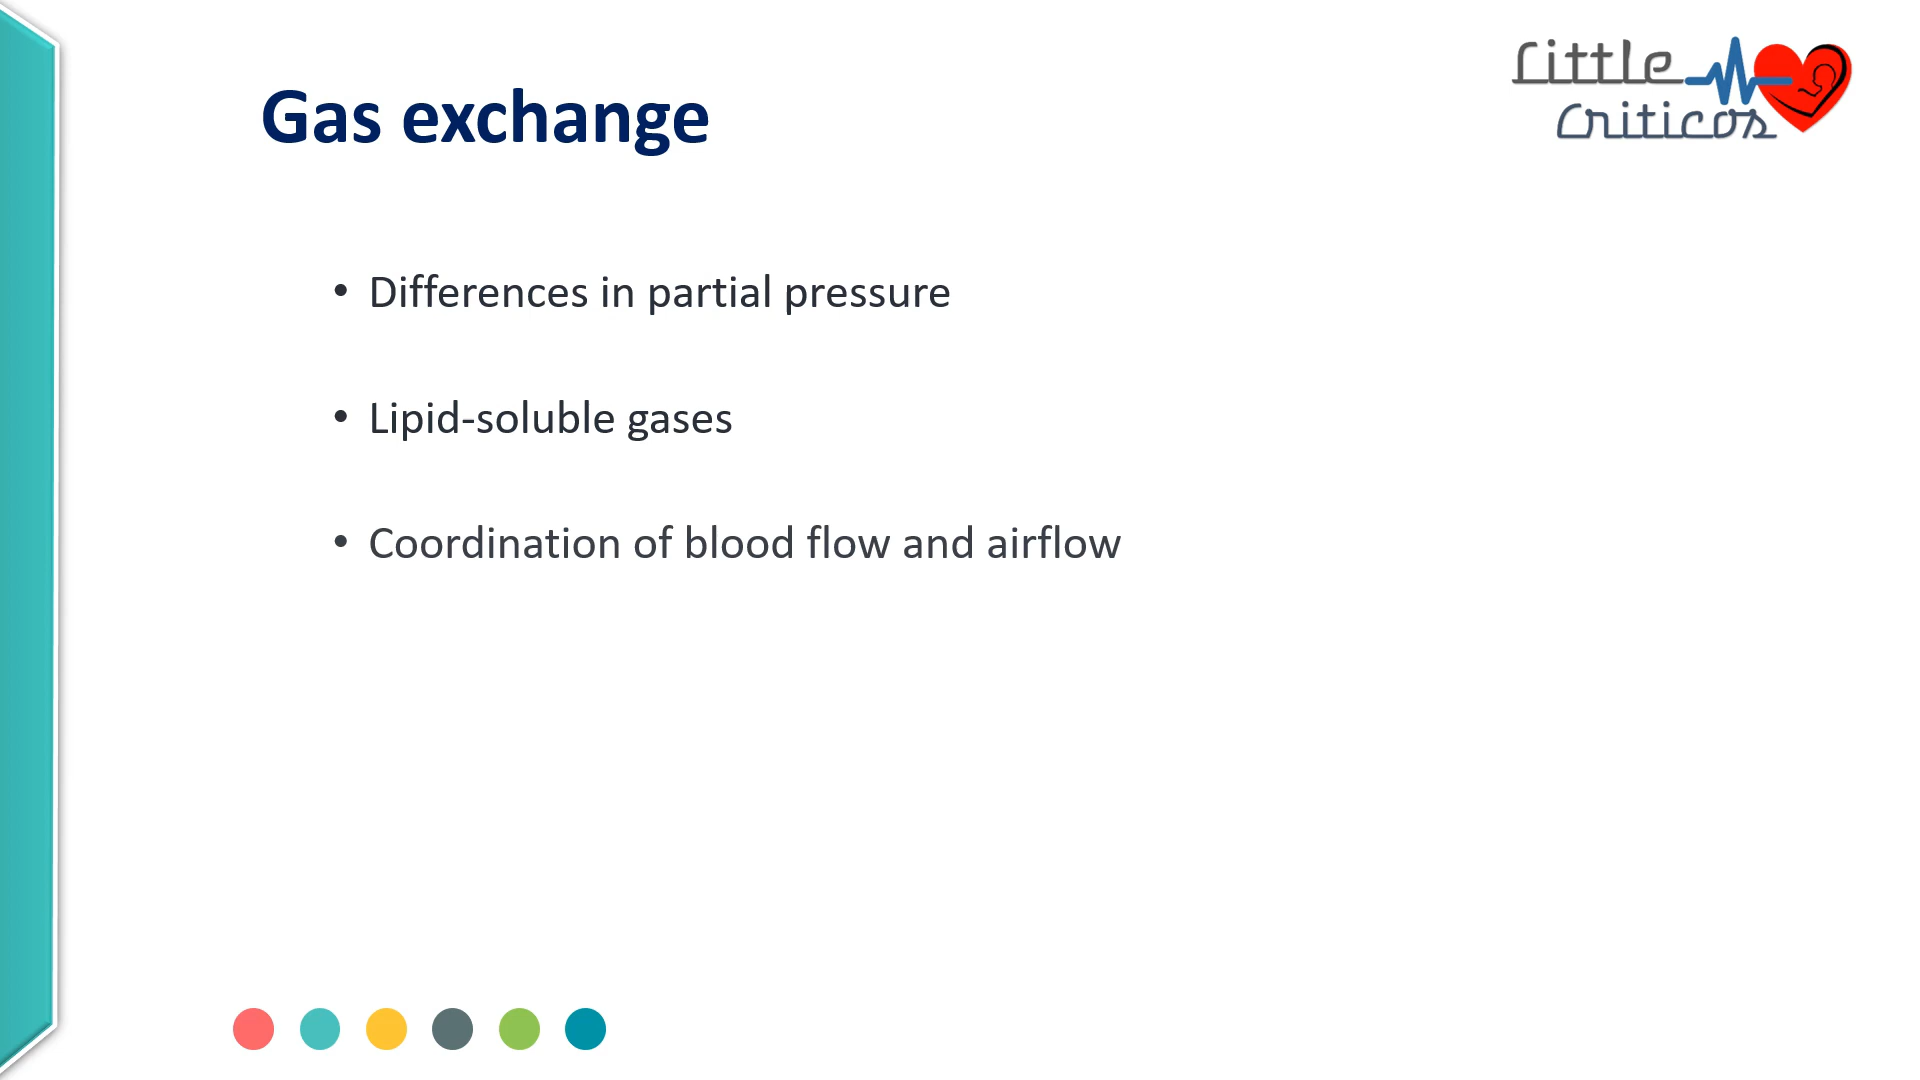 Little
Criticos
Gas exchange
• Differences in partial pressure
• Lipid-soluble gases
• Coordination of blood flow and airflow